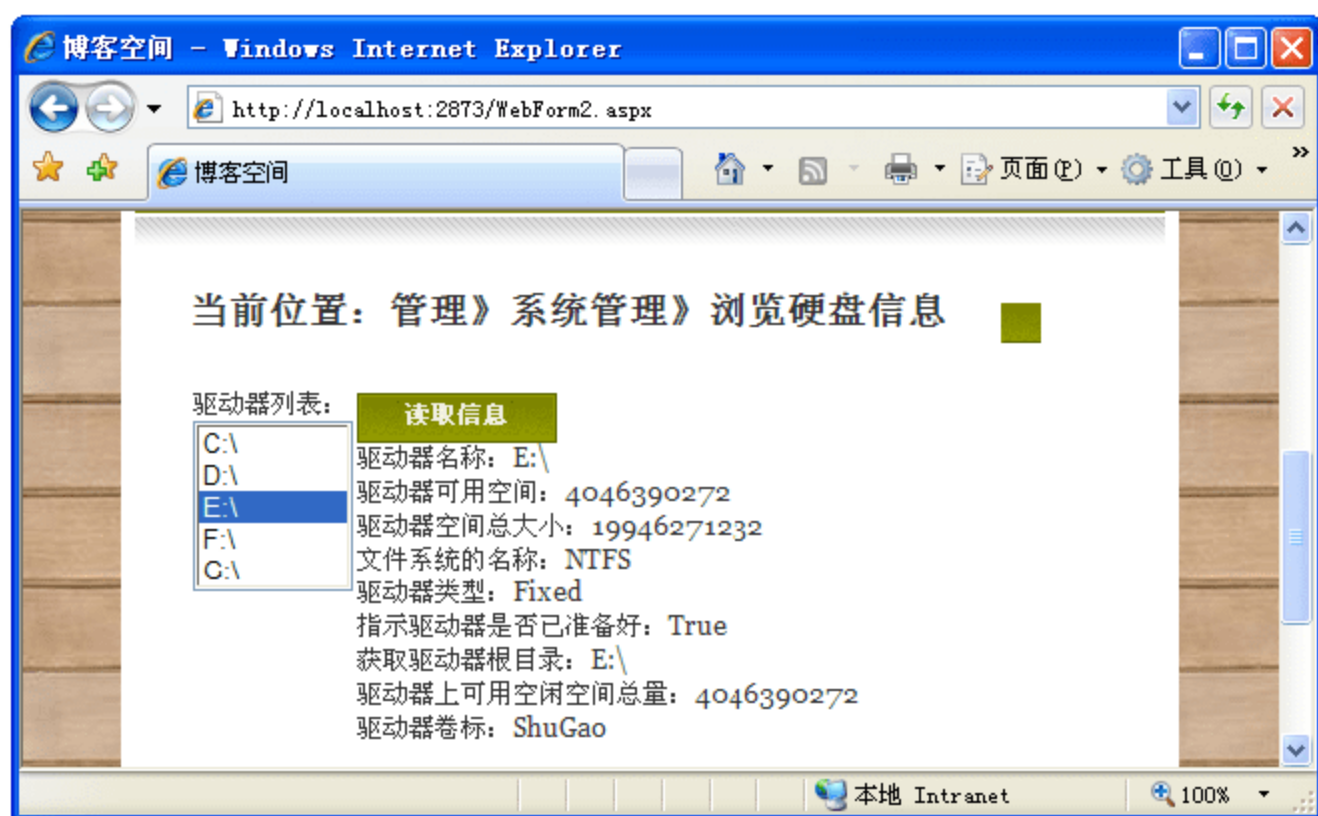 博客空间 - Windows Internet Explorer
http://localhost:2873/WebForm2.aspx
博客空间
页面(P)
工具(O)
»
当前位置：管理》系统管理》浏览硬盘信息
驱动器列表：
读取信息
C:\
D:\
E:\
F:\
G:\
驱动器名称：E:\
驱动器可用空间：4046390272
驱动器空间总大小：19946271232
文件系统的名称：NTFS
驱动器类型：Fixed
指示驱动器是否已准备好：True
获取驱动器根目录：E:\
驱动器上可用空闲空间总量：4046390272
驱动器卷标：ShuGao
本地 Intranet
100%